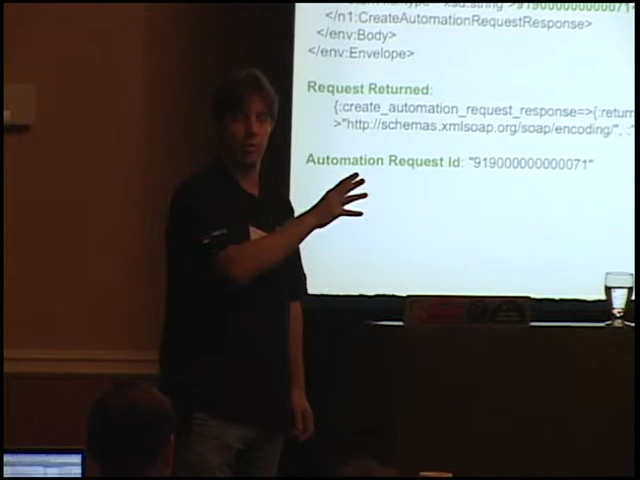 </n1:CreateAutomationRequestResponse>
</env:Body>
</env:Envelope>
Request Returned:
{:create_automation_request_response=>{:return
>"http://schemas.xmlsoap.org/soap/encoding/", :
Automation Request Id: "919000000000071"